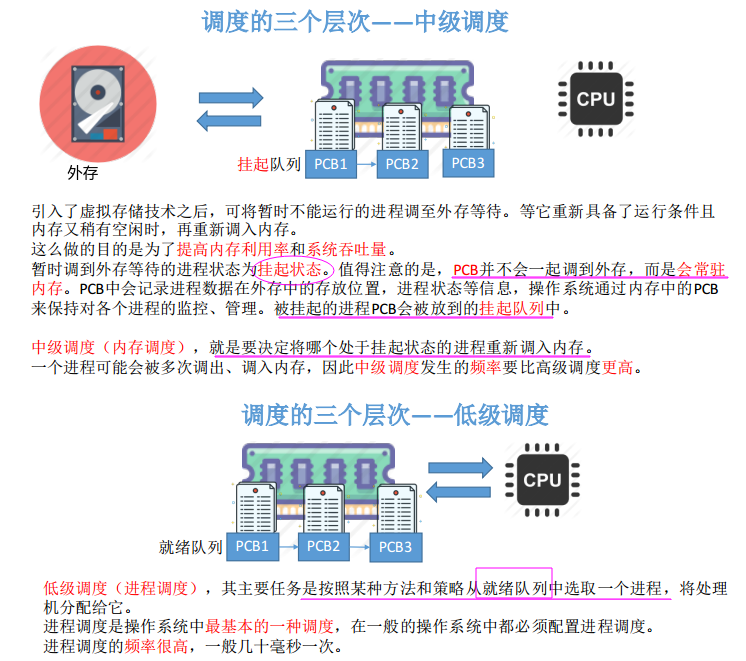 调度的三个层次——中级调度
CPU
外存
挂起队列
PCB1
PCB2
PCB3
引入了虚拟存储技术之后，可将暂时不能运行的进程调至外存等待。等它重新具备了运行条件且
内存又稍有空闲时，再重新调入内存。
这么做的目的是为了提高内存利用率和系统吞吐量。
暂时调到外存等待的进程状态为挂起状态。值得注意的是，PCB并不会一起调到外存，而是会常驻
内存。PCB中会记录进程数据在外存中的存放位置，进程状态等信息，操作系统通过内存中的PCB
来保持对各个进程的监控、管理。被挂起的进程PCB会被放到的挂起队列中。
中级调度（内存调度），就是要决定将哪个处于挂起状态的进程重新调入内存。
一个进程可能会被多次调出、调入内存，因此中级调度发生的频率要比高级调度更高。
调度的三个层次——低级调度
CPU
就绪队列
PCB1
PCB2
PCB3
低级调度（进程调度），其主要任务是按照某种方法和策略从就绪队列中选取一个进程，将处理
机分配给它。
进程调度是操作系统中最基本的一种调度，在一般的操作系统中都必须配置进程调度。
进程调度的频率很高，一般几十毫秒一次。